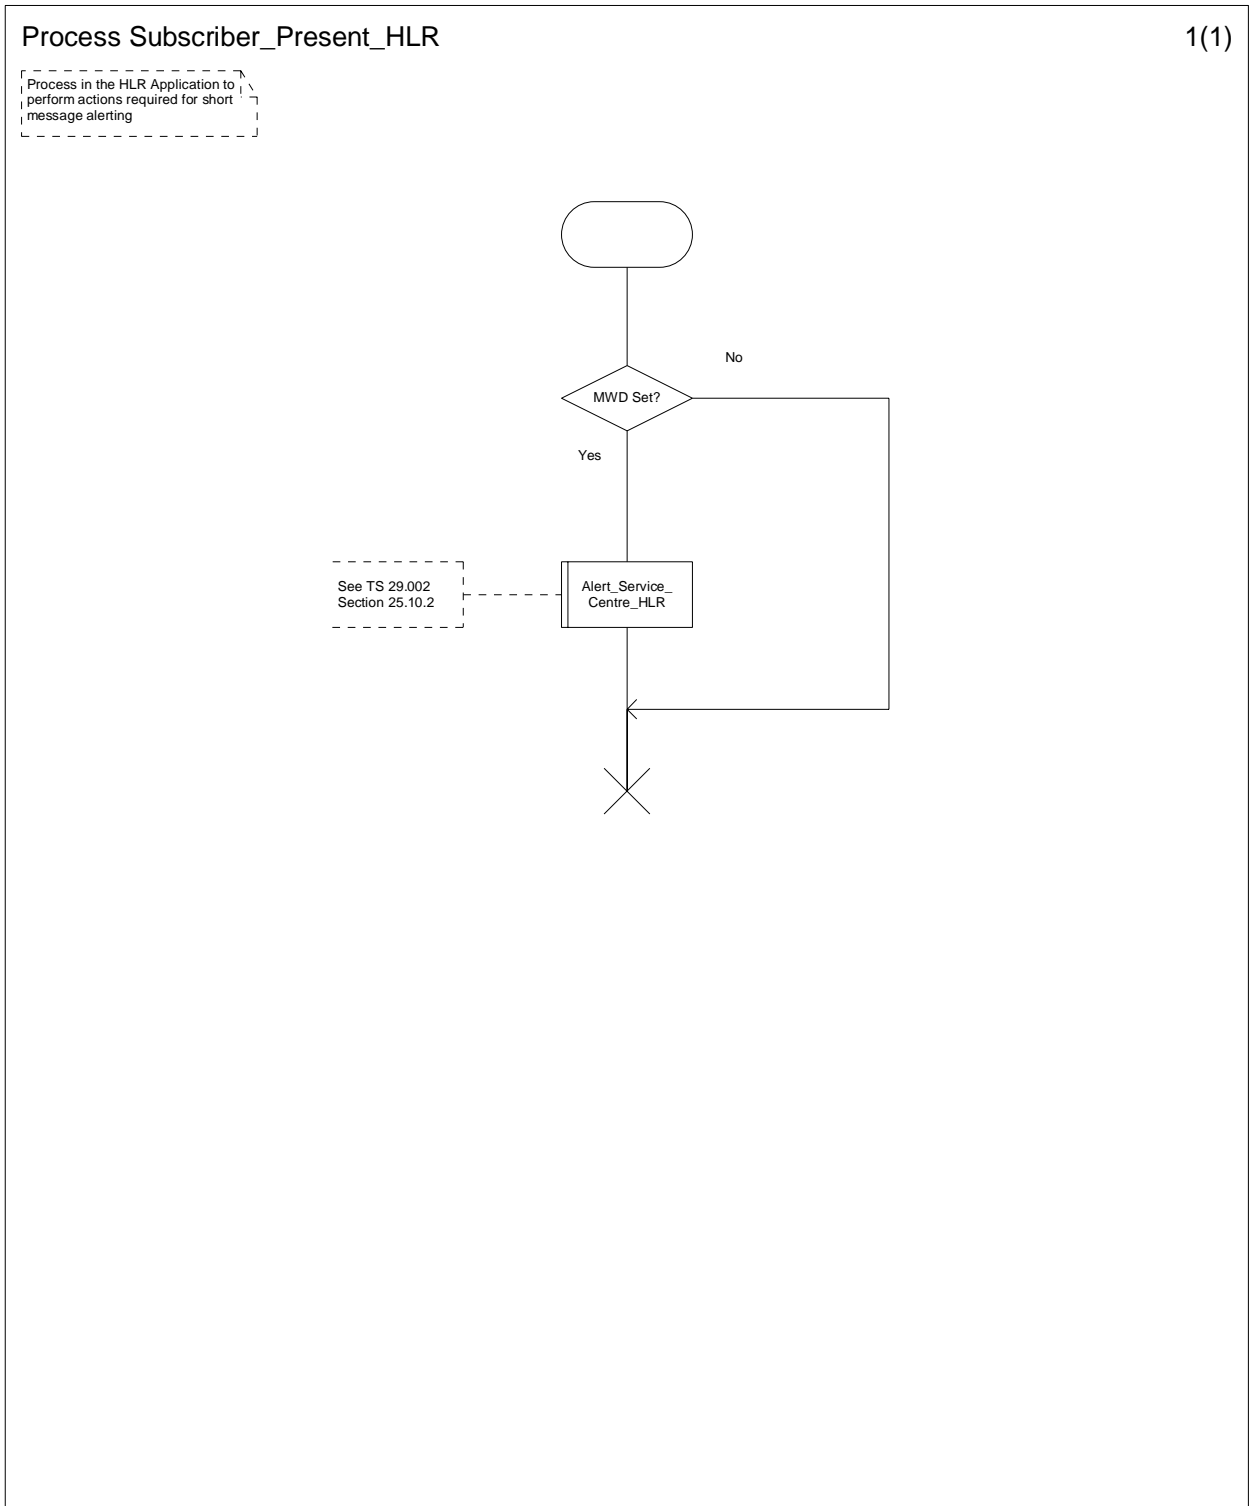 Process Subscriber_Present_HLR
1(1)
Process in the HLR Application to
perform actions required for short
message alerting
No
MWD Set?
Yes
See TS 29.002
Section 25.10.2
Alert_Service_
Centre_HLR